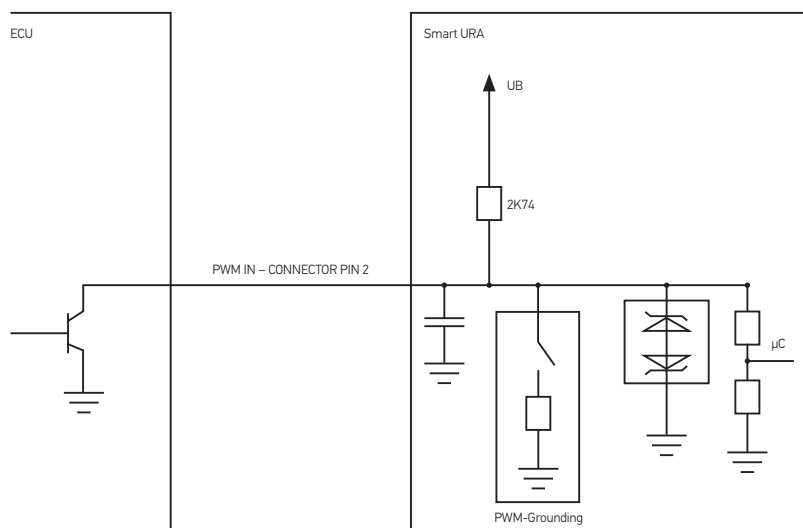 ECU
Smart URA
UB
2K74
PWM IN – CONNECTOR PIN 2
µC
PWM-Grounding